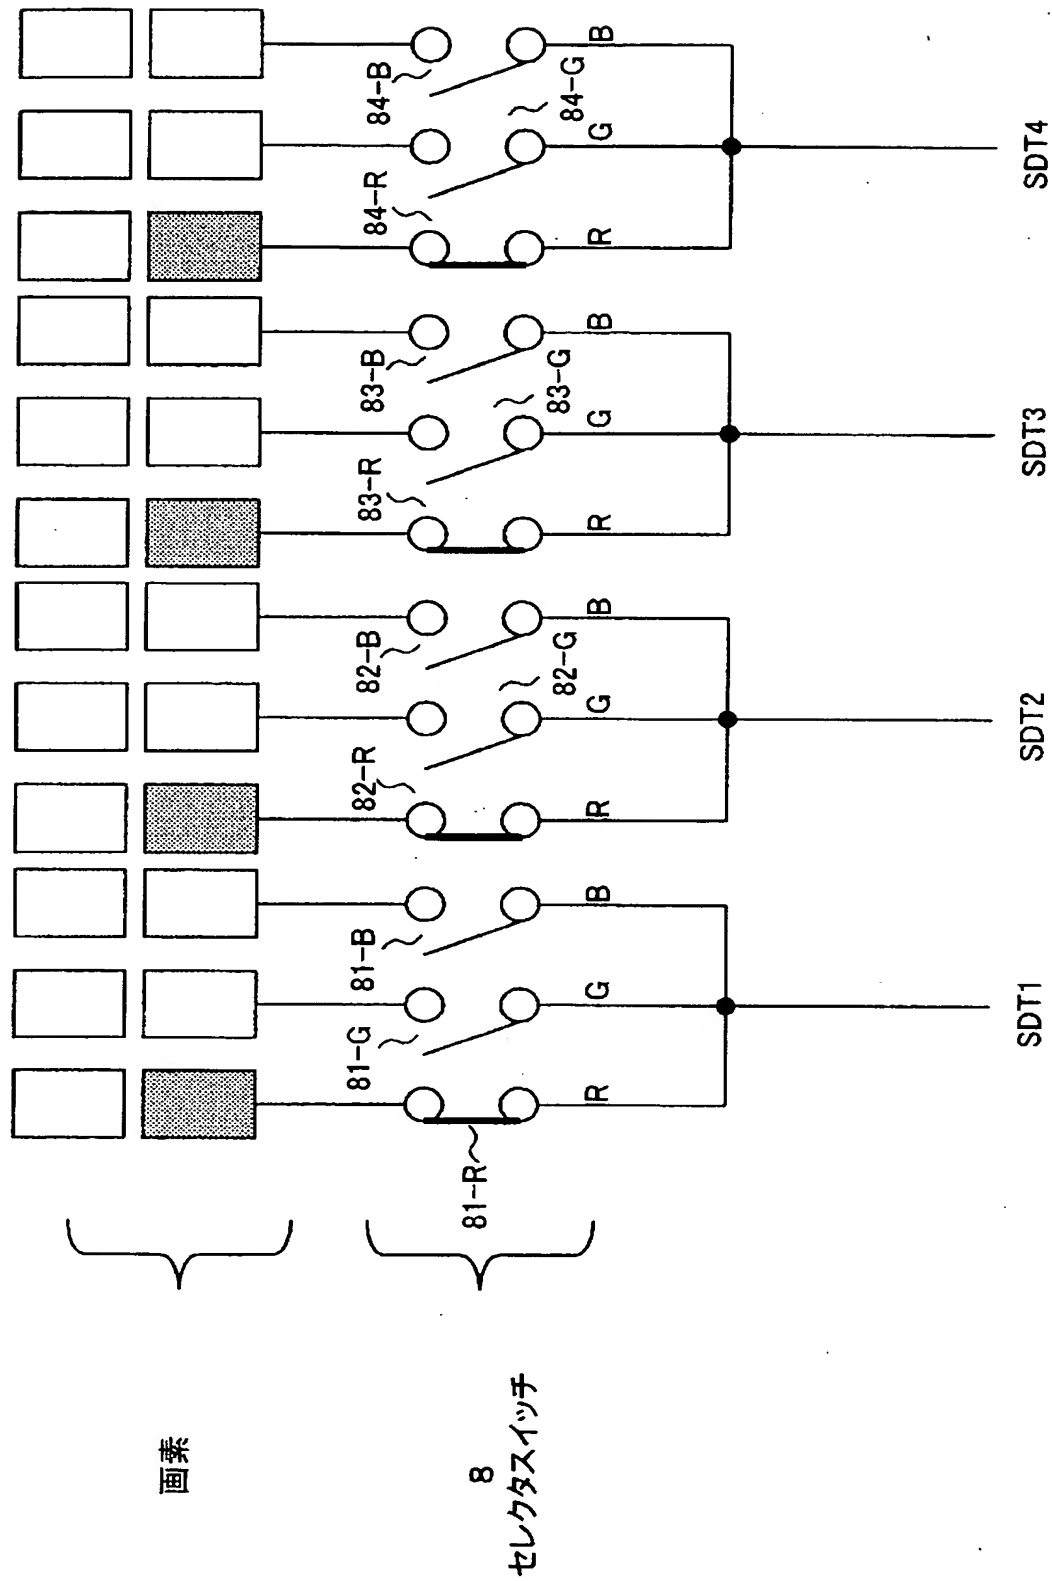 画素
8
セレクタスイッチ
81-R
81-G
81-B
82-R
82-G
82-B
83-R
83-G
83-B
84-R
84-G
84-B
R
G
B
R
G
B
R
G
B
R
G
B
SDT1
SDT2
SDT3
SDT4